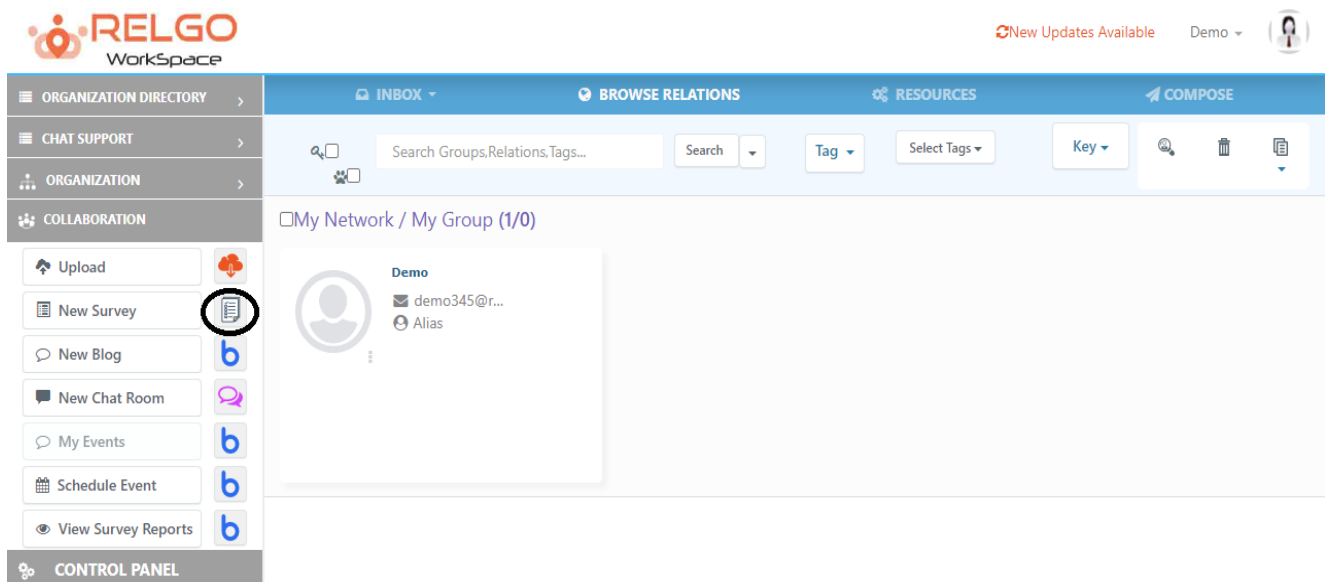 RELGO
WorkSpace
New Updates Available
Demo
ORGANIZATION DIRECTORY
CHAT SUPPORT
ORGANIZATION
COLLABORATION
Upload
New Survey
New Blog
New Chat Room
My Events
Schedule Event
View Survey Reports
CONTROL PANEL
INBOX
BROWSE RELATIONS
RESOURCES
COMPOSE
Search Groups,Relations,Tags...
Search
Tag
Select Tags
Key
My Network / My Group (1/0)
Demo
demo345@r...
Alias